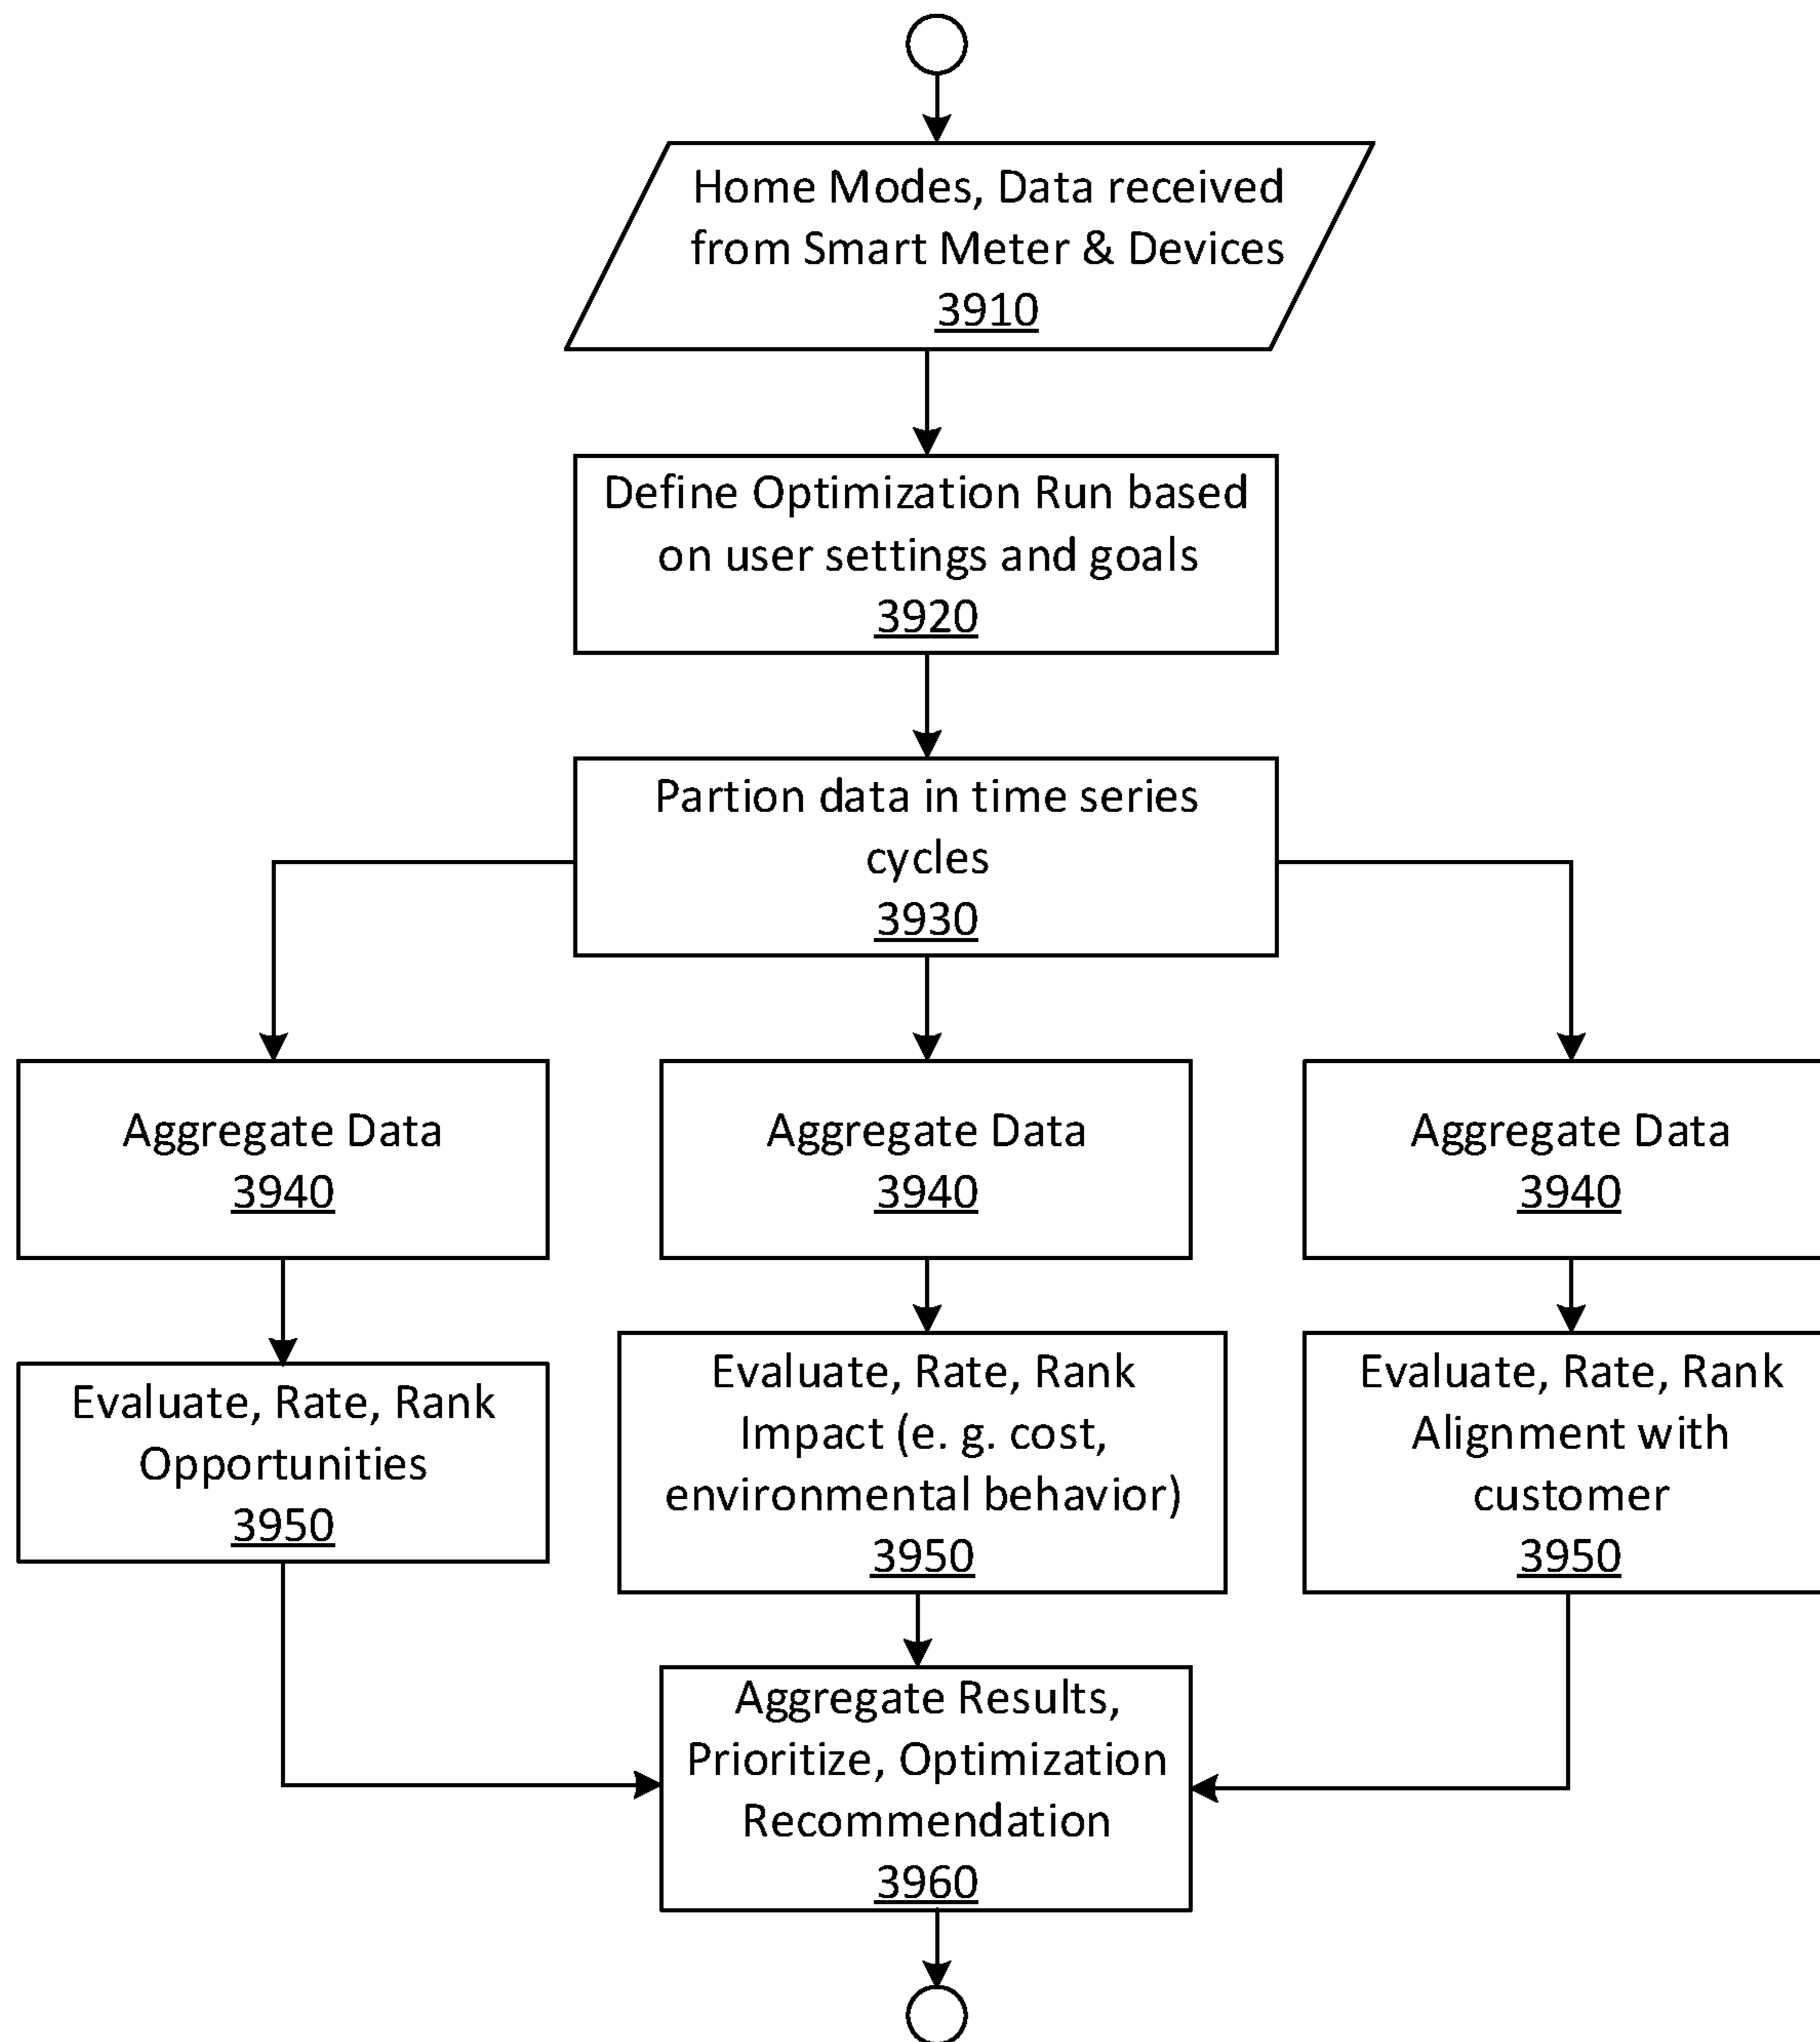 Home Modes, Data received
from Smart Meter & Devices
3910
Define Optimization Run based
on user settings and goals
3920
Partion data in time series
cycles
3930
Aggregate Data
3940
Aggregate Data
3940
Aggregate Data
3940
Evaluate, Rate, Rank
Opportunities
3950
Evaluate, Rate, Rank
Impact (e. g. cost,
environmental behavior)
3950
Evaluate, Rate, Rank
Alignment with
customer
3950
Aggregate Results,
Prioritize, Optimization
Recommendation
3960